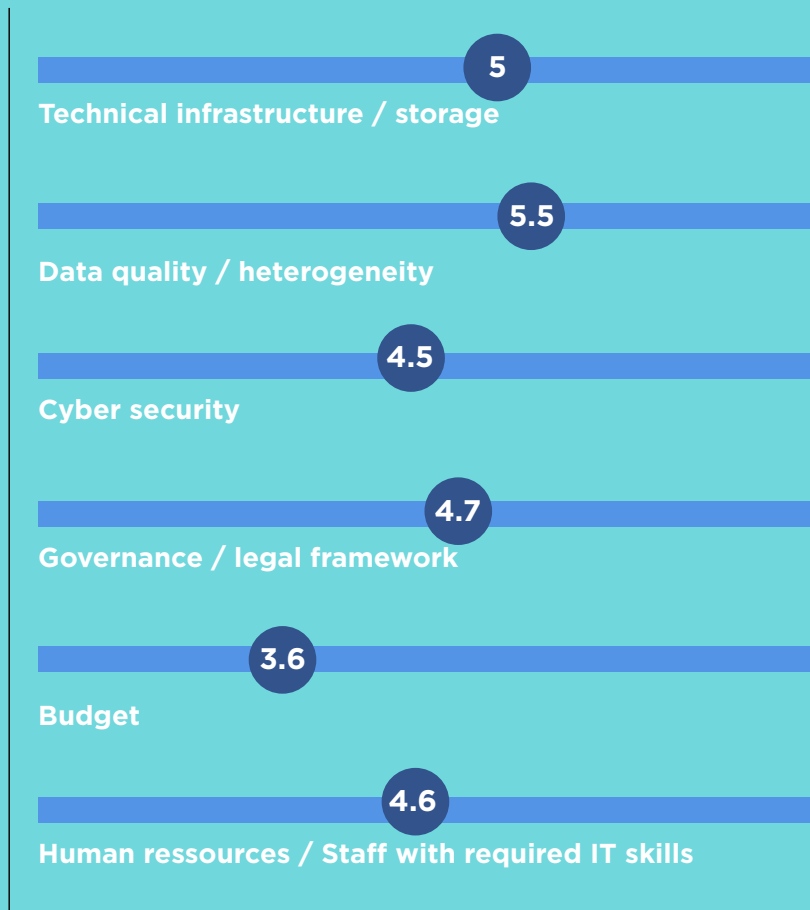 5
Technical infrastructure / storage
5.5
Data quality / heterogeneity
4.5
Cyber security
4.7
Governance / legal framework
3.6
Budget
4.6
Human ressources / Staff with required IT skills